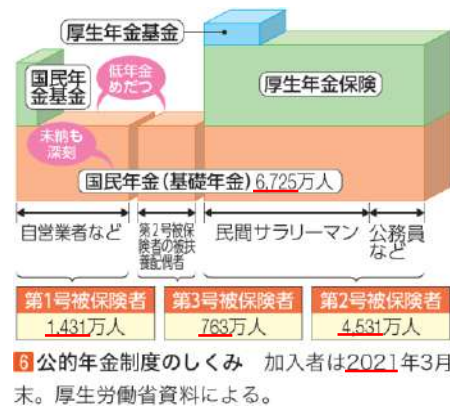 厚生年金基金
国民年
金基金
低年金
めだつ
厚生年金保険
未納も
深刻
国民年金(基礎年金)6,725万人
自営業者など
第2号被保
険者の被扶
養配偶者
民間サラリーマン
公務員
など
第1号被保険者
1,431万人
第3号被保険者
763万人
第2号被保険者
4,531万人
6 公的年金制度のしくみ 加入者は2021年3月
末。厚生労働省資料による。